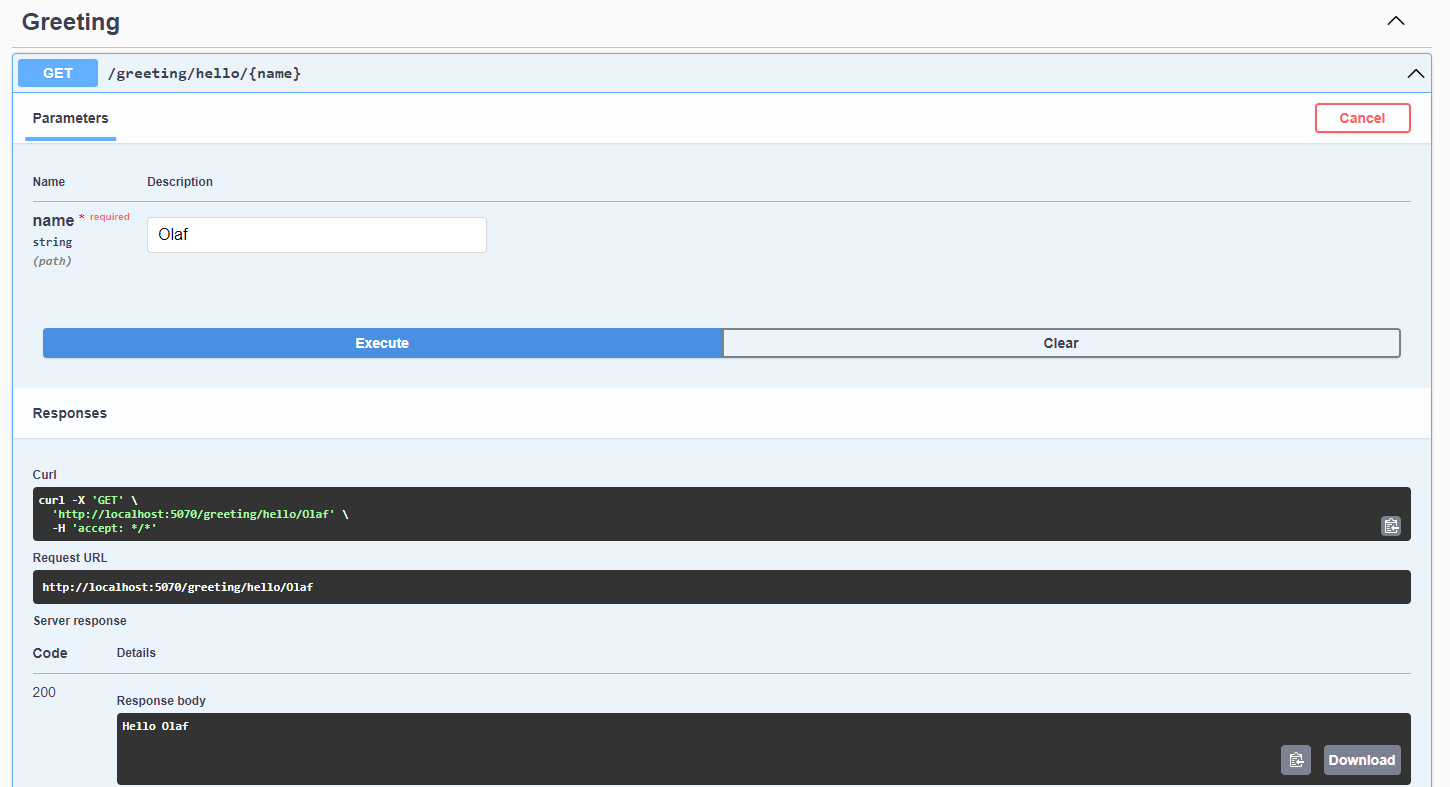 Greeting
GET /greeting/hello/{name}
Parameters Cancel
Name Description
name * required
string
(path)
Olaf
Execute Clear
Responses
Curl
curl -X 'GET' \
'http://localhost:5070/greeting/hello/Olaf' \
-H 'accept: */*'
Request URL
http://localhost:5070/greeting/hello/Olaf
Server response
Code Details
200
Response body
Hello Olaf
Download